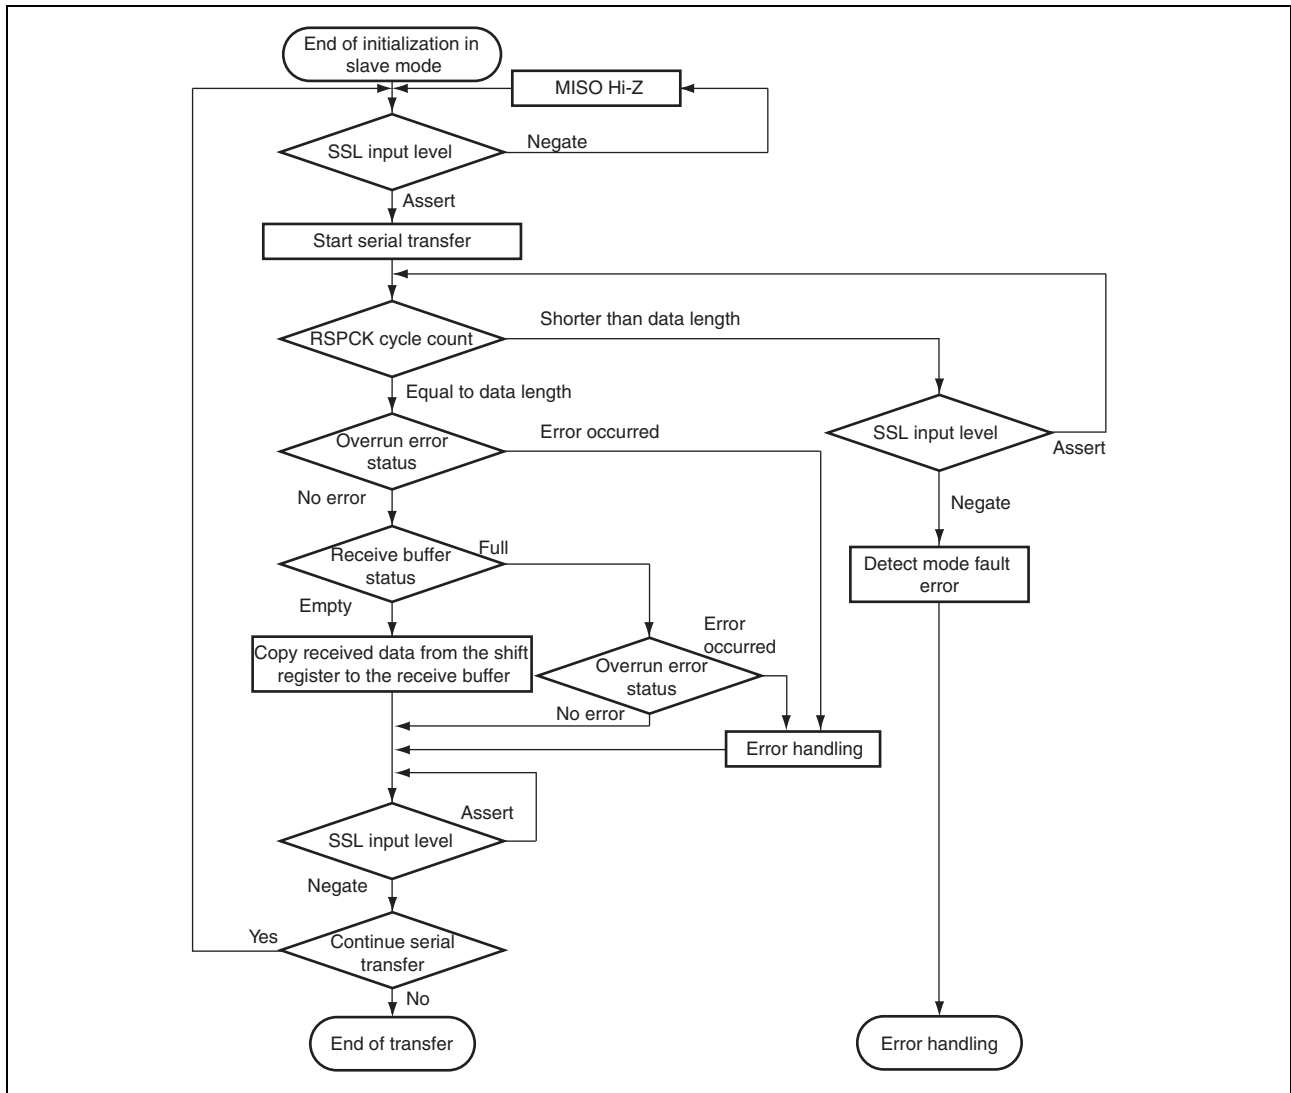 End of initialization in
slave mode
MISO Hi-Z
SSL input level
Negate
Assert
Start serial transfer
RSPCK cycle count
Shorter than data length
Equal to data length
SSL input level
Assert
Overrun error
status
Error occurred
No error
Negate
Receive buffer
status
Full
Detect mode fault
error
Empty
Copy received data from the shift
register to the receive buffer
Error
occurred
Overrun error
status
No error
Error handling
Assert
SSL input level
Negate
Yes
Continue serial
transfer
No
End of transfer
Error handling